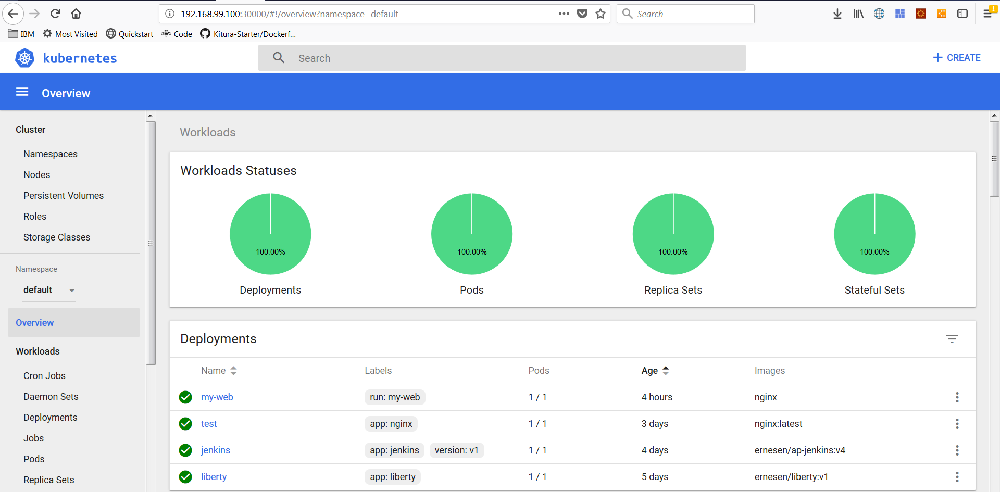 192.168.99.100:30000/#!/overview?namespace=default
Search
IBM Most Visited Quickstart Code Kitura-Starter/Dockerf...
kubernetes
Search
CREATE
Overview
Cluster
Namespaces
Nodes
Persistent Volumes
Roles
Storage Classes
Namespace
default
Overview
Workloads
Cron Jobs
Daemon Sets
Deployments
Jobs
Pods
Replica Sets
Workloads
Workloads Statuses
100.00% 100.00% 100.00% 100.00%
Deployments Pods Replica Sets Stateful Sets
Deployments
Name Labels Pods Age Images
my-web run: my-web 1 / 1 4 hours nginx
test app: nginx 1 / 1 3 days nginx:latest
jenkins app: jenkins version: v1 1 / 1 4 days ernesen/ap-jenkins:v4
liberty app: liberty 1 / 1 5 days ernesen/liberty:v1